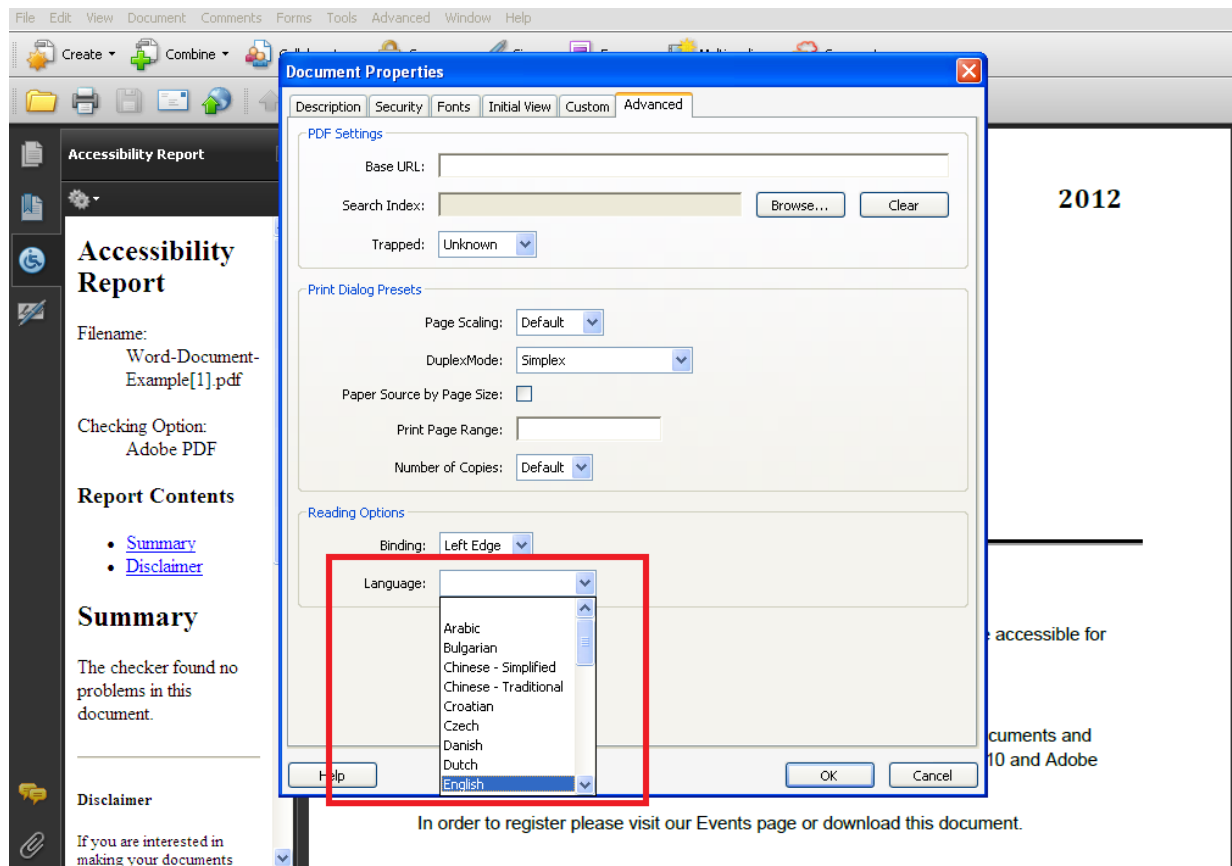 File Edit View Document Comments Forms Tools Advanced Window Help
Create Combine
Document Properties
Description Security Fonts Initial View Custom Advanced
Accessibility Report
Accessibility
Report
Filename:
Word-Document-
Example[1].pdf
Checking Option:
Adobe PDF
Report Contents
Summary
Disclaimer
Summary
The checker found no
problems in this
document.
Disclaimer
If you are interested in
making your documents
PDF Settings
Base URL:
Search Index: Browse... Clear
Trapped: Unknown
Print Dialog Presets
Page Scaling: Default
DuplexMode: Simplex
Paper Source by Page Size:
Print Page Range:
Number of Copies: Default
Reading Options
Binding: Left Edge
Language:
Arabic
Bulgarian
Chinese - Simplified
Chinese - Traditional
Croatian
Czech
Danish
Dutch
English
Help OK Cancel
2012
accessible for
cuments and
10 and Adobe
In order to register please visit our Events page or download this document.